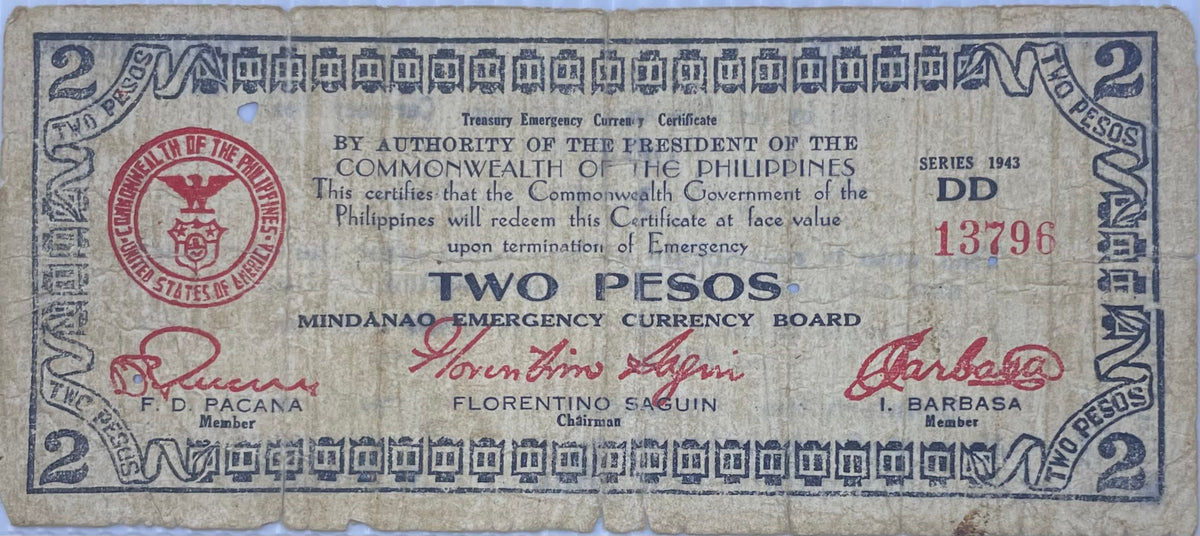 2 2
TWO PESOS TWO PESOS
Treasury Emergency Currency Certificate
BY AUTHORITY OF THE PRESIDENT OF THE
COMMONWEALTH OF THE PHILIPPINES
This certifies that the Commonwealth Government of the
Philippines will redeem this Certificate at face value
upon termination of Emergency
SERIES 1943
DD
13796
COMMONWEALTH OF THE PHILIPPINES
UNITED STATES OF AMERICA
TWO PESOS
MINDANAO EMERGENCY CURRENCY BOARD
Florentino Saguin Barbasa
F. D. PACANA FLORENTINO SAGUIN I. BARBASA
Member Chairman Member
TWO PESOS TWO PESOS
2 2